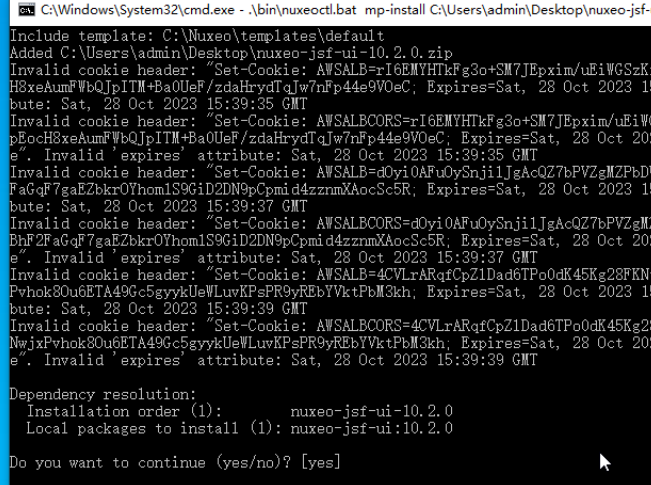 C:\Windows\System32\cmd.exe - .\bin\nuxeoctl.bat mp-install C:\Users\admin\Desktop\nuxeo-jsf-
Include template: C:\Nuxeo\templates\default
Added C:\Users\admin\Desktop\nuxeo-jsf-ui-10.2.0.zip
Invalid cookie header: "Set-Cookie: AWSALB=rI6EMYHTkFg3o+SM7JEpxim/uEiWGSzK
H8xeAumFWbQJpITM+Ba0UeF/zdaHrydTqJw7nFp44e9VOeC; Expires=Sat, 28 Oct 2023 15
bute: Sat, 28 Oct 2023 15:39:35 GMT
Invalid cookie header: "Set-Cookie: AWSALBCORS=rI6EMYHTkFg3o+SM7JEpxim/uEiW
pEocH8xeAumFWbQJpITM+Ba0UeF/zdaHrydTqJw7nFp44e9VOeC; Expires=Sat, 28 Oct 20
e". Invalid 'expires' attribute: Sat, 28 Oct 2023 15:39:35 GMT
Invalid cookie header: "Set-Cookie: AWSALB=dOyi0AFuOySnji1JgAcQZ7bPVZgMZPbD
FaGqF7gaEZbkrOYhom1S9GiD2DN9pCpmid4zznmXAocSc5R; Expires=Sat, 28 Oct 2023 1
bute: Sat, 28 Oct 2023 15:39:37 GMT
Invalid cookie header: "Set-Cookie: AWSALBCORS=dOyi0AFuOySnji1JgAcQZ7bPVZgM
BhF2FaGqF7gaEZbkrOYhom1S9GiD2DN9pCpmid4zznmXAocSc5R; Expires=Sat, 28 Oct 20
e". Invalid 'expires' attribute: Sat, 28 Oct 2023 15:39:37 GMT
Invalid cookie header: "Set-Cookie: AWSALB=4CVLrARqfCpZ1Dad6TPo0dK45Kg28FKN
Pvhok8Ou6ETA49Gc5gyykUeWLuvKPsPR9yREbYVktPbM3kh; Expires=Sat, 28 Oct 2023 1
bute: Sat, 28 Oct 2023 15:39:39 GMT
Invalid cookie header: "Set-Cookie: AWSALBCORS=4CVLrARqfCpZ1Dad6TPo0dK45Kg2
NwjxPvhok8Ou6ETA49Gc5gyykUeWLuvKPsPR9yREbYVktPbM3kh; Expires=Sat, 28 Oct 20
e". Invalid 'expires' attribute: Sat, 28 Oct 2023 15:39:39 GMT
Dependency resolution:
Installation order (1): nuxeo-jsf-ui-10.2.0
Local packages to install (1): nuxeo-jsf-ui:10.2.0
Do you want to continue (yes/no)? [yes]